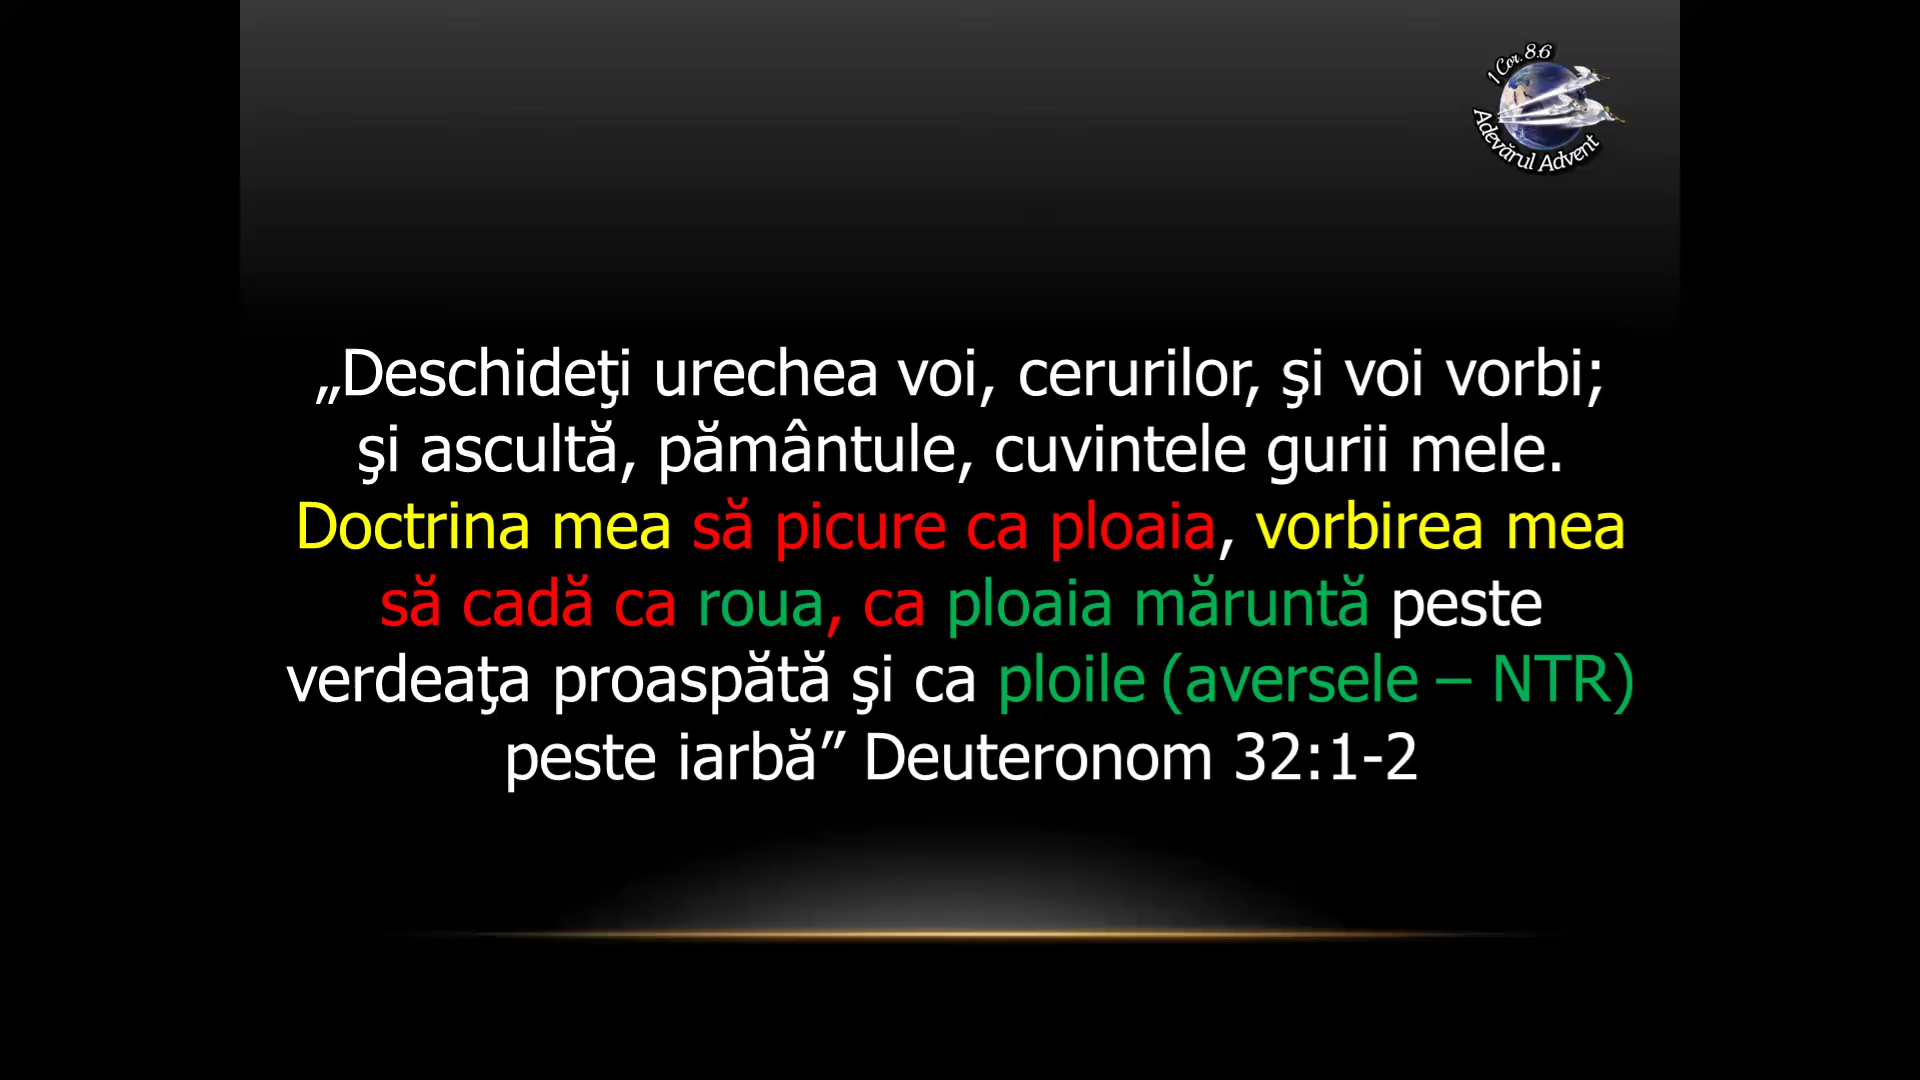 1 Cor. 8:6
Adevărul Advent
„Deschideţi urechea voi, cerurilor, şi voi vorbi;
şi ascultă, pământule, cuvintele gurii mele.
Doctrina mea să picure ca ploaia, vorbirea mea
să cadă ca roua, ca ploaia măruntă peste
verdeaţa proaspătă şi ca ploile (aversele – NTR)
peste iarbă” Deuteronom 32:1-2